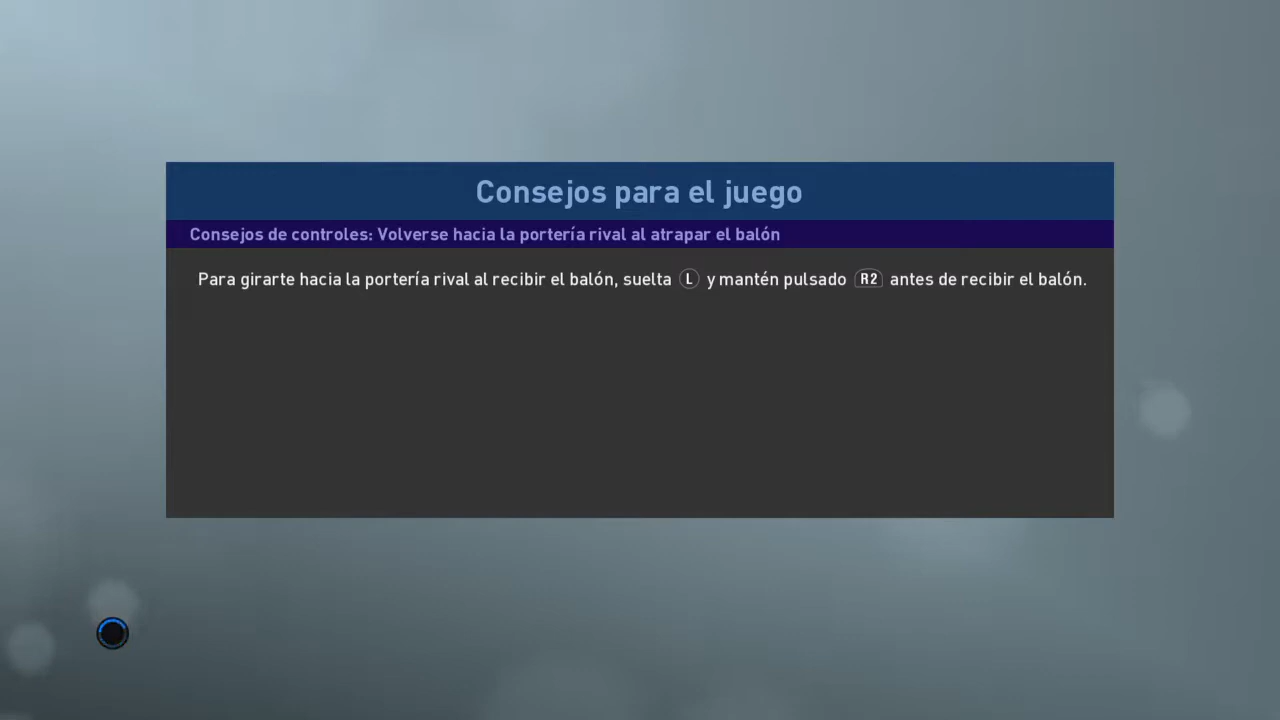 Consejos para el juego
Consejos de controles: Volverse hacia la portería rival al atrapar el balón
Para girarte hacia la portería rival al recibir el balón, suelta L y mantén pulsado R2 antes de recibir el balón.